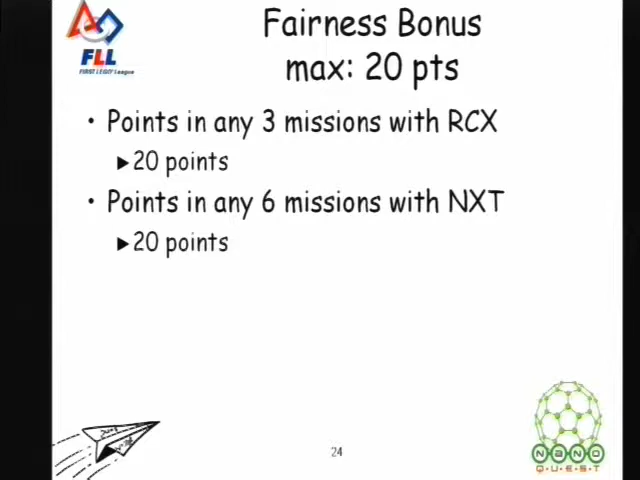 Fairness Bonus
max: 20 pts
FLL
FIRST LEGO League
• Points in any 3 missions with RCX
▶20 points
• Points in any 6 missions with NXT
▶20 points
24
NANO
QUEST